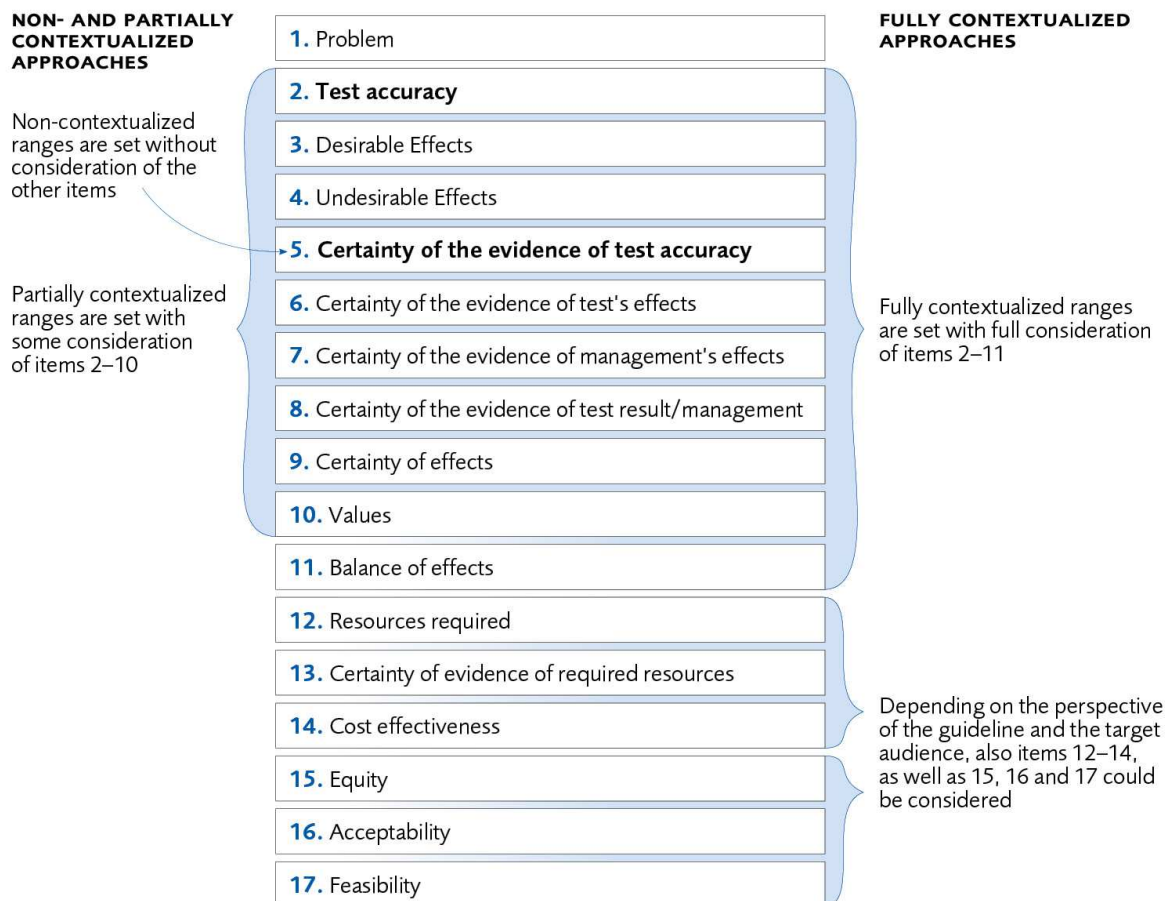 NON- AND PARTIALLY
CONTEXTUALIZED
APPROACHES
Non-contextualized
ranges are set without
consideration of the
other items
Partially contextualized
ranges are set with
some consideration
of items 2–10
1. Problem
2. Test accuracy
3. Desirable Effects
4. Undesirable Effects
5. Certainty of the evidence of test accuracy
6. Certainty of the evidence of test's effects
7. Certainty of the evidence of management's effects
8. Certainty of the evidence of test result/management
9. Certainty of effects
10. Values
11. Balance of effects
12. Resources required
13. Certainty of evidence of required resources
14. Cost effectiveness
15. Equity
16. Acceptability
17. Feasibility
FULLY CONTEXTUALIZED
APPROACHES
Fully contextualized ranges
are set with full consideration
of items 2–11
Depending on the perspective
of the guideline and the target
audience, also items 12–14,
as well as 15, 16 and 17 could
be considered